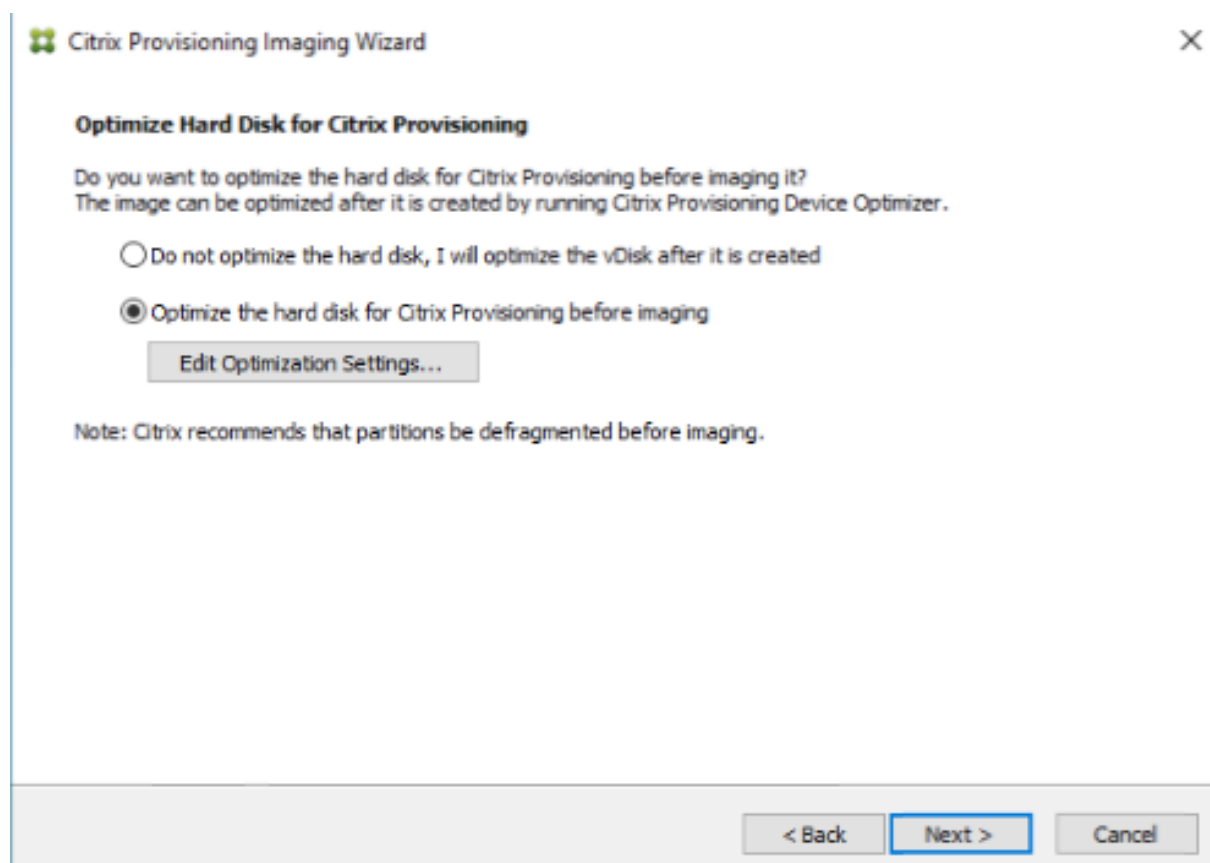 Citrix Provisioning Imaging Wizard
Optimize Hard Disk for Citrix Provisioning
Do you want to optimize the hard disk for Citrix Provisioning before imaging it?
The image can be optimized after it is created by running Citrix Provisioning Device Optimizer.
Do not optimize the hard disk, I will optimize the vDisk after it is created
Optimize the hard disk for Citrix Provisioning before imaging
Edit Optimization Settings...
Note: Citrix recommends that partitions be defragmented before imaging.
< Back Next > Cancel